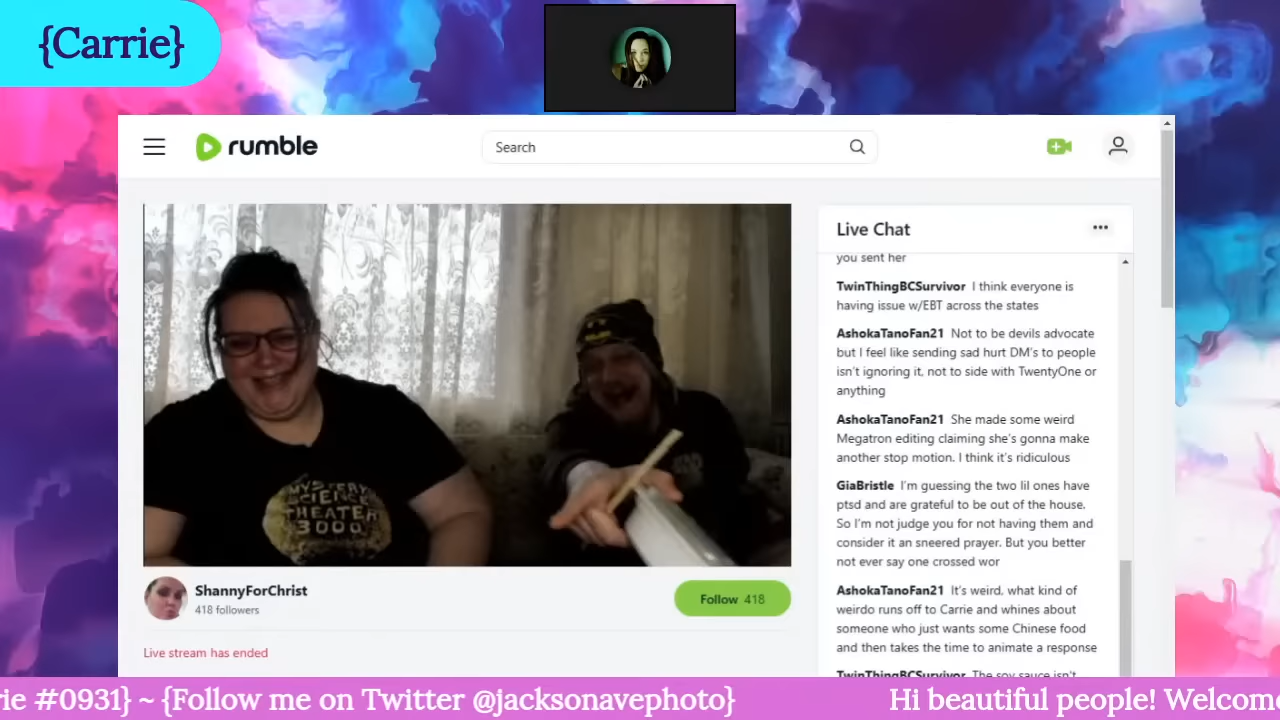 {Carrie}
rumble
Search
Live Chat
you sent her
TwinThingBCSurvivor I think everyone is
having issue w/EBT across the states
AshokaTanoFan21 Not to be devils advocate
but I feel like sending sad hurt DM's to people
isn't ignoring it, not to side with TwentyOne or
anything
AshokaTanoFan21 She made some weird
Megatron editing claiming she's gonna make
another stop motion. I think it's ridiculous
GiaBristle I'm guessing the two lil ones have
ptsd and are grateful to be out of the house.
So I'm not judge you for not having them and
consider it an sneered prayer. But you better
not ever say one crossed wor
AshokaTanoFan21 It's weird, what kind of
weirdo runs off to Carrie and whines about
someone who just wants some Chinese food
and then takes the time to animate a response
TwinThingBCSurvivor The soy sauce isn't
MYSTERY
SCIENCE
THEATER
3000
ShannyForChrist
418 followers
Follow 418
Live stream has ended
rie #0931} ~ {Follow me on Twitter @jacksonavephoto}
Hi beautiful people! Welcome